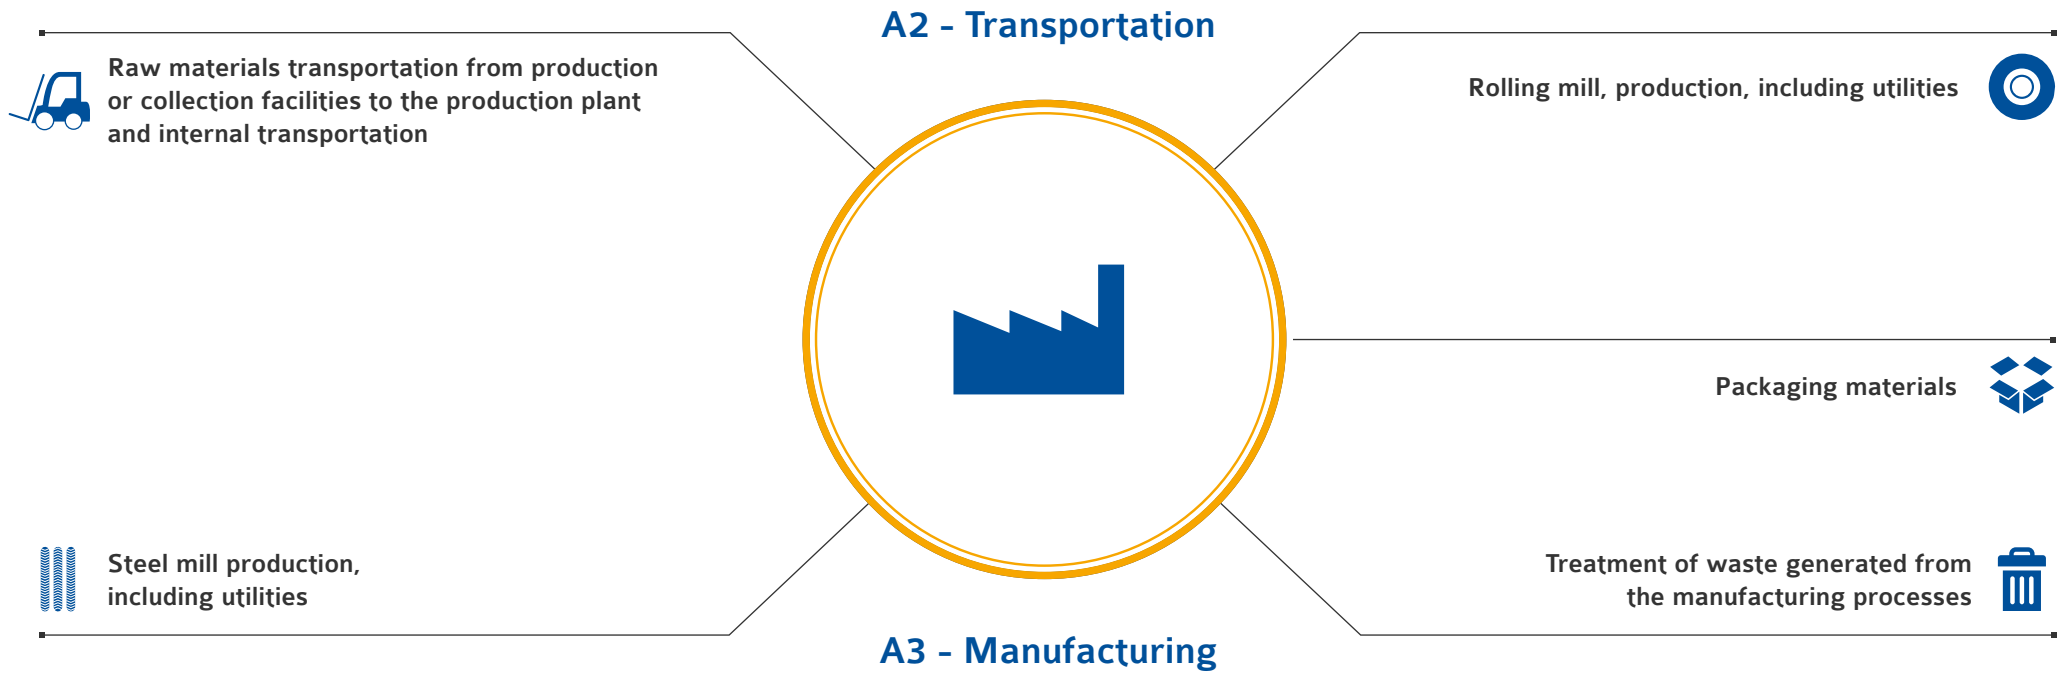 A2 - Transportation
Raw materials transportation from production
or collection facilities to the production plant
and internal transportation
Rolling mill, production, including utilities
Packaging materials
Steel mill production,
including utilities
Treatment of waste generated from
the manufacturing processes
A3 - Manufacturing